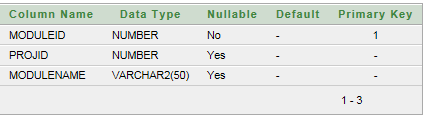 Column Name Data Type Nullable Default Primary Key
MODULEID NUMBER No - 1
PROJID NUMBER Yes - -
MODULENAME VARCHAR2(50) Yes - -
1 - 3